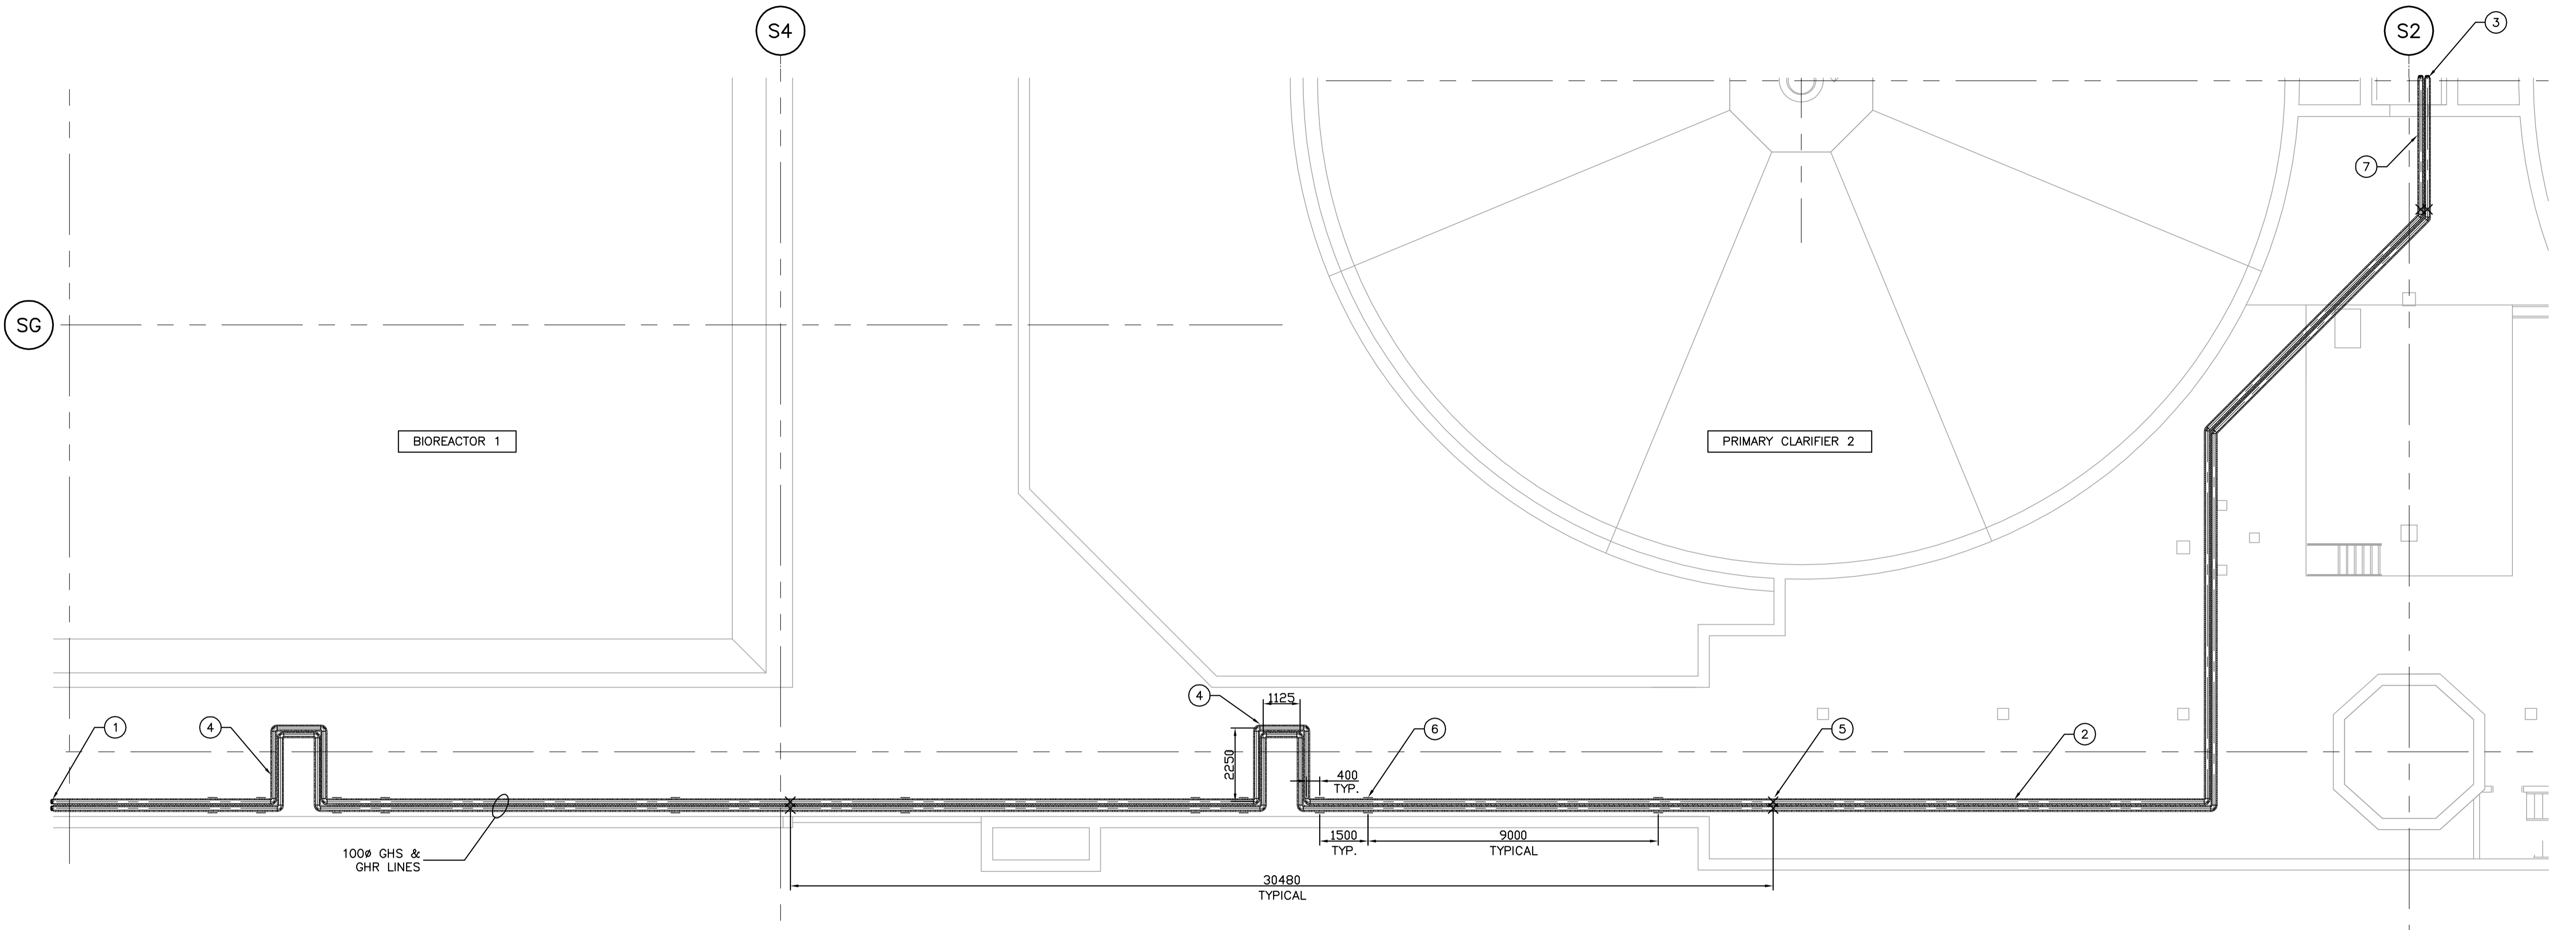 S4
S2
3
7
SG
BIOREACTOR 1
PRIMARY CLARIFIER 2
4
1125
1
4
6
5
2
2250
400
TYP.
1500
TYP.
9000
TYPICAL
100ø GHS &
GHR LINES
30480
TYPICAL